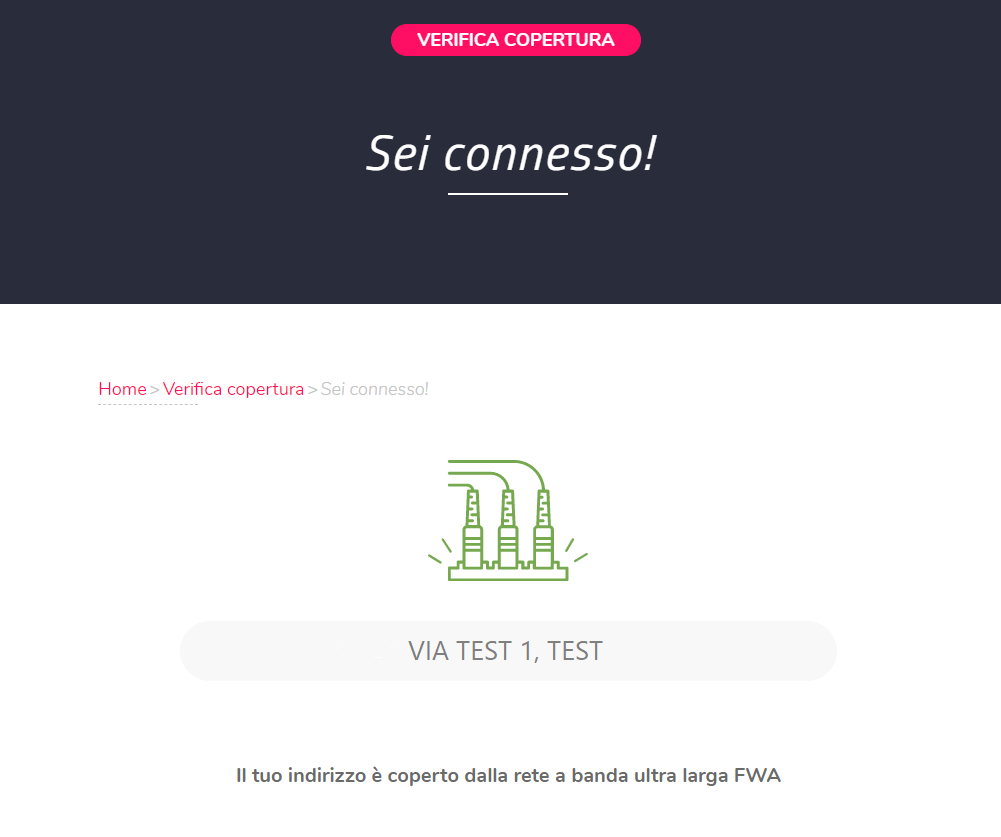 VERIFICA COPERTURA
Sei connesso!
Home > Verifica copertura > Sei connesso!
VIA TEST 1, TEST
Il tuo indirizzo è coperto dalla rete a banda ultra larga FWA